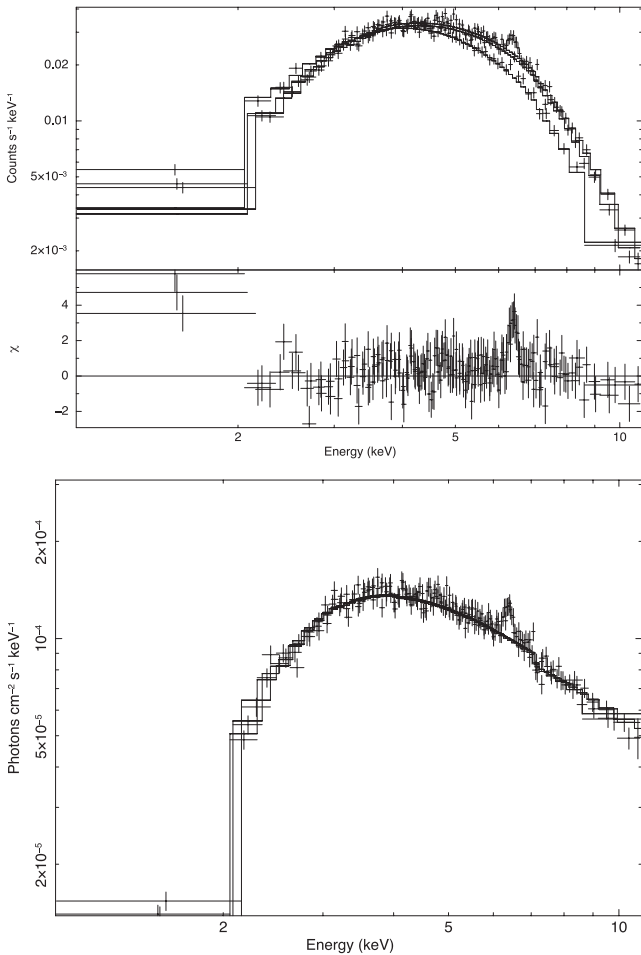 0.02
0.01
5×10⁻³
2×10⁻³
Counts s⁻¹ keV⁻¹
4
2
0
−2
χ
2 5 10
Energy (keV)
2×10⁻⁴
10⁻⁴
5×10⁻⁵
2×10⁻⁵
Photons cm⁻² s⁻¹ keV⁻¹
2 5 10
Energy (keV)